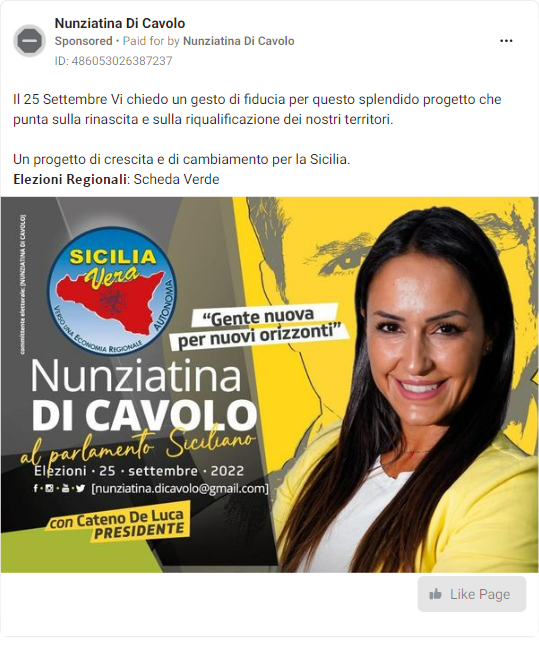 Nunziatina Di Cavolo
Sponsored • Paid for by Nunziatina Di Cavolo
ID: 486053026387237
Il 25 Settembre Vi chiedo un gesto di fiducia per questo splendido progetto che
punta sulla rinascita e sulla riqualificazione dei nostri territori.
Un progetto di crescita e di cambiamento per la Sicilia.
Elezioni Regionali: Scheda Verde
committente elettorale: [NUNZIATINA DI CAVOLO]
SICILIA
Vera
VERSO UNA ECONOMIA REGIONALE
AUTONOMIA
“Gente nuova
per nuovi orizzonti”
Nunziatina
DI CAVOLO
al parlamento Siciliano
Elezioni • 25 • settembre • 2022
[nunziatina.dicavolo@gmail.com]
con Cateno De Luca
PRESIDENTE
Like Page